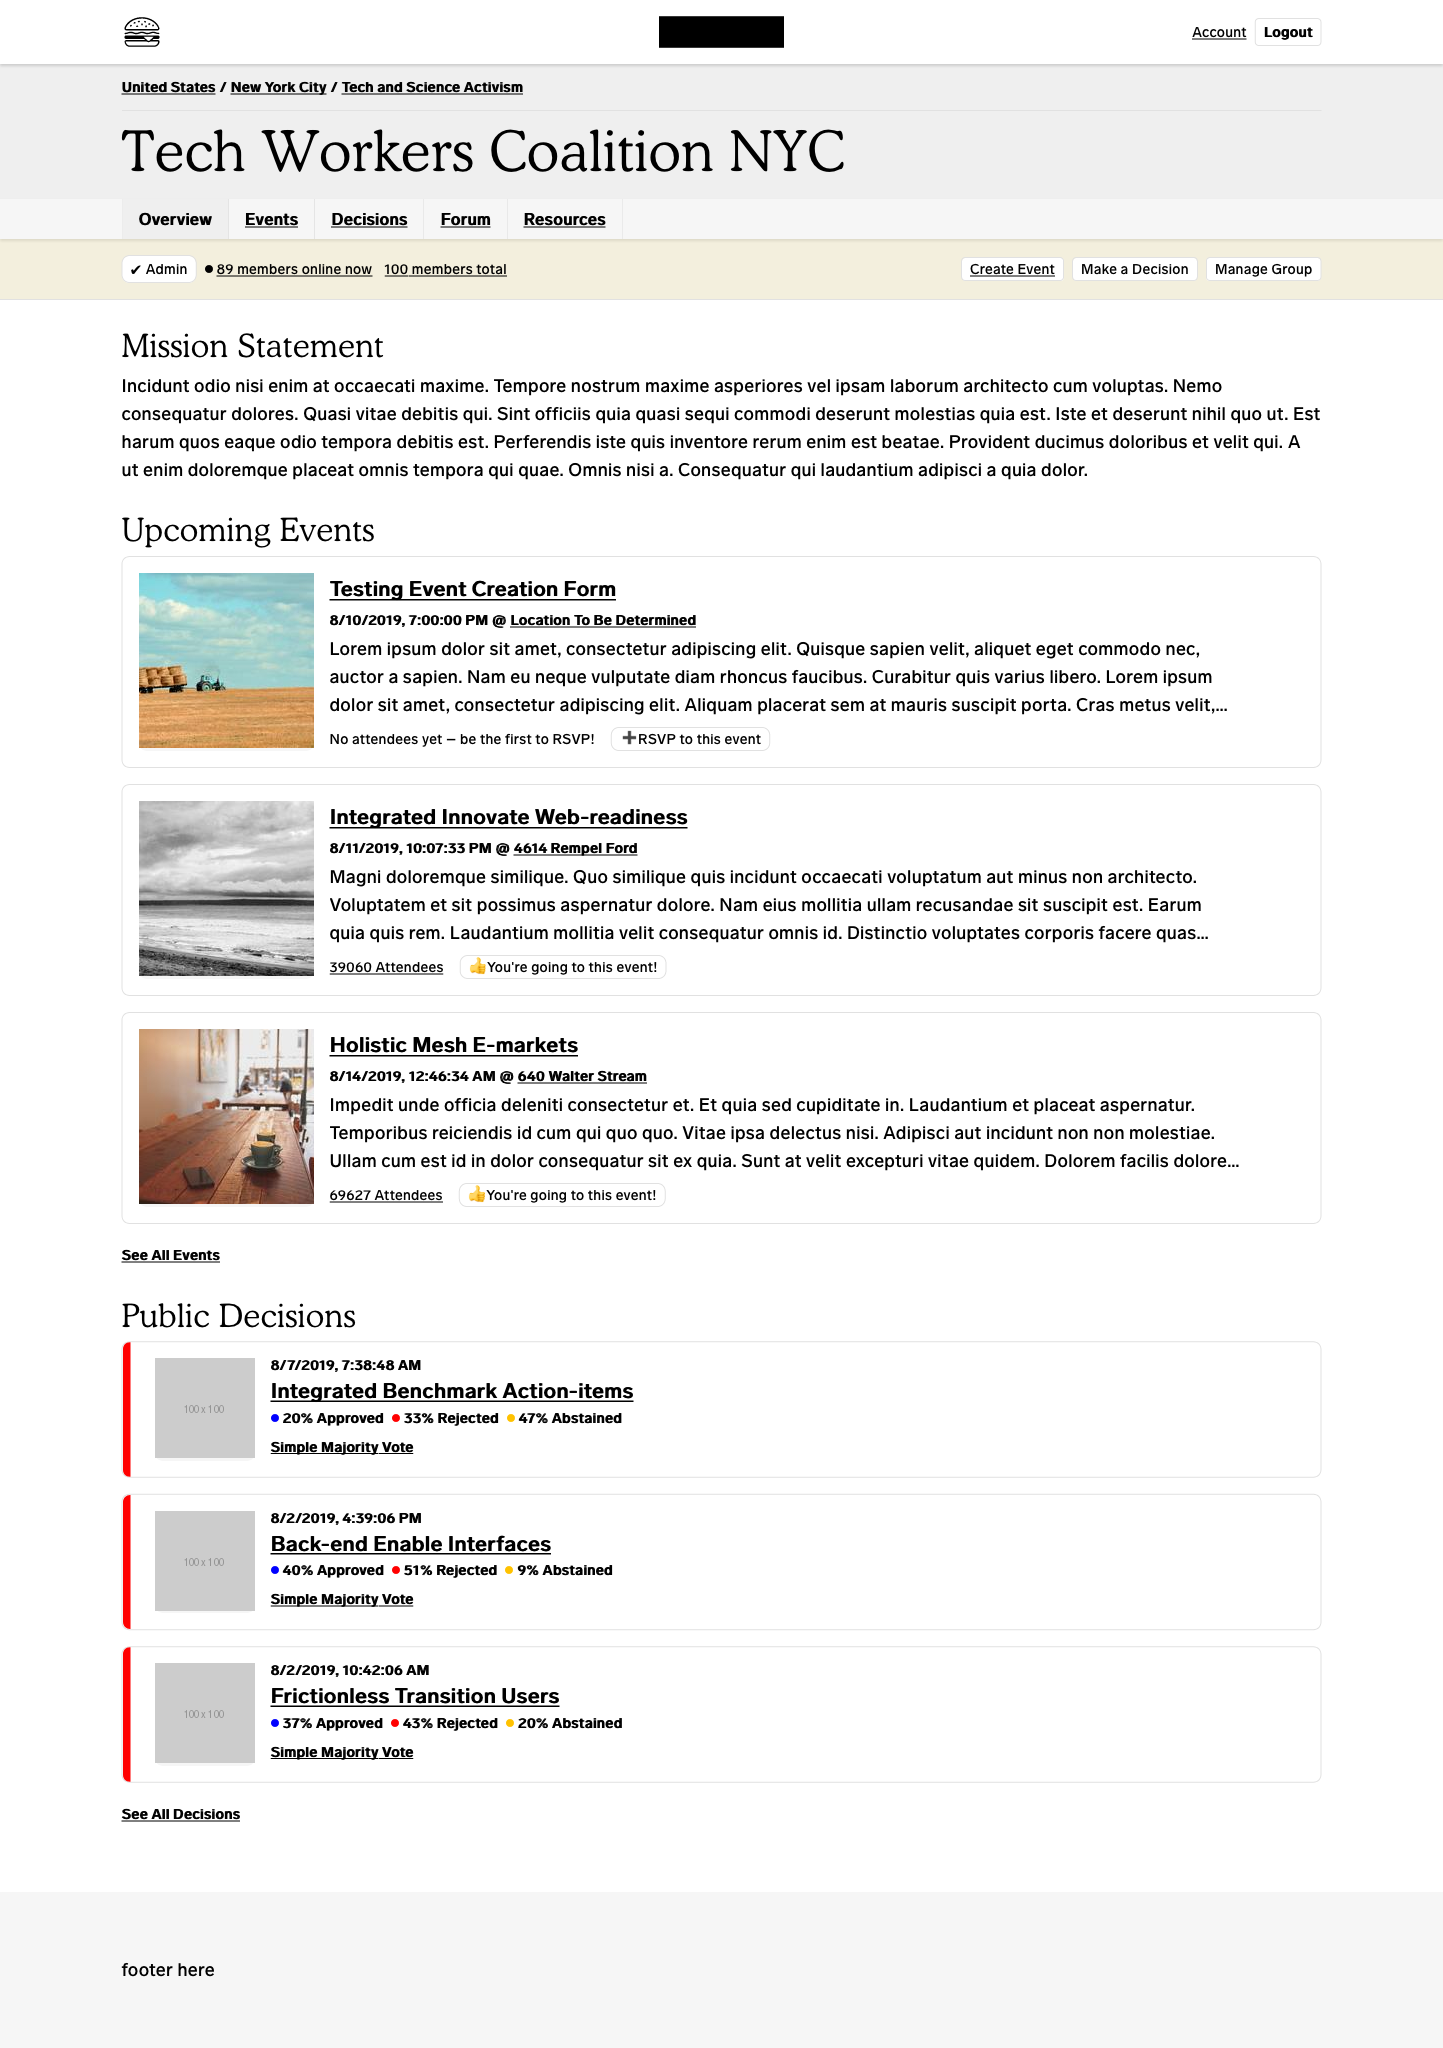 Account Logout
United States / New York City / Tech and Science Activism
Tech Workers Coalition NYC
Overview Events Decisions Forum Resources
✔ Admin ● 89 members online now 100 members total Create Event Make a Decision Manage Group
Mission Statement
Incidunt odio nisi enim at occaecati maxime. Tempore nostrum maxime asperiores vel ipsam laborum architecto cum voluptas. Nemo
consequatur dolores. Quasi vitae debitis qui. Sint officiis quia quasi sequi commodi deserunt molestias quia est. Iste et deserunt nihil quo ut. Est
harum quos eaque odio tempora debitis est. Perferendis iste quis inventore rerum enim est beatae. Provident ducimus doloribus et velit qui. A
ut enim doloremque placeat omnis tempora qui quae. Omnis nisi a. Consequatur qui laudantium adipisci a quia dolor.
Upcoming Events
Testing Event Creation Form
8/10/2019, 7:00:00 PM @ Location To Be Determined
Lorem ipsum dolor sit amet, consectetur adipiscing elit. Quisque sapien velit, aliquet eget commodo nec,
auctor a sapien. Nam eu neque vulputate diam rhoncus faucibus. Curabitur quis varius libero. Lorem ipsum
dolor sit amet, consectetur adipiscing elit. Aliquam placerat sem at mauris suscipit porta. Cras metus velit,...
No attendees yet – be the first to RSVP! ➕RSVP to this event
Integrated Innovate Web-readiness
8/11/2019, 10:07:33 PM @ 4614 Rempel Ford
Magni doloremque similique. Quo similique quis incidunt occaecati voluptatum aut minus non architecto.
Voluptatem et sit possimus aspernatur dolore. Nam eius mollitia ullam recusandae sit suscipit est. Earum
quia quis rem. Laudantium mollitia velit consequatur omnis id. Distinctio voluptates corporis facere quas...
39060 Attendees 👍You're going to this event!
Holistic Mesh E-markets
8/14/2019, 12:46:34 AM @ 640 Walter Stream
Impedit unde officia deleniti consectetur et. Et quia sed cupiditate in. Laudantium et placeat aspernatur.
Temporibus reiciendis id cum qui quo quo. Vitae ipsa delectus nisi. Adipisci aut incidunt non non molestiae.
Ullam cum est id in dolor consequatur sit ex quia. Sunt at velit excepturi vitae quidem. Dolorem facilis dolore...
69627 Attendees 👍You're going to this event!
See All Events
Public Decisions
8/7/2019, 7:38:48 AM
Integrated Benchmark Action-items
100 x 100
20% Approved 33% Rejected 47% Abstained
Simple Majority Vote
8/2/2019, 4:39:06 PM
Back-end Enable Interfaces
100 x 100
40% Approved 51% Rejected 9% Abstained
Simple Majority Vote
8/2/2019, 10:42:06 AM
Frictionless Transition Users
100 x 100
37% Approved 43% Rejected 20% Abstained
Simple Majority Vote
See All Decisions
footer here